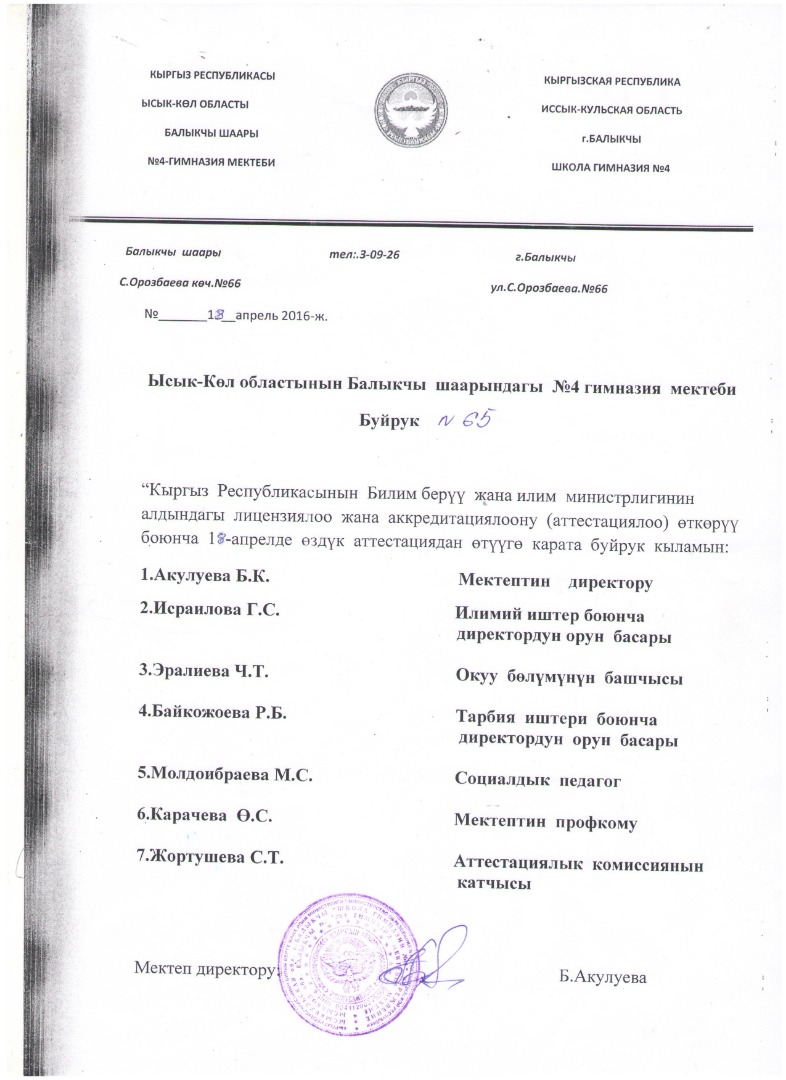 КЫРГЫЗ РЕСПУБЛИКАСЫ
ЫСЫК-КӨЛ ОБЛАСТЫ
БАЛЫКЧЫ ШААРЫ
№4-ГИМНАЗИЯ МЕКТЕБИ
КЫРГЫЗСКАЯ РЕСПУБЛИКА
ИССЫК-КУЛЬСКАЯ ОБЛАСТЬ
г.БАЛЫКЧЫ
ШКОЛА ГИМНАЗИЯ №4
Балыкчы шаары тел:.3-09-26 г.Балыкчы
С.Орозбаева көч.№66 ул.С.Орозбаева.№66
№_______18__апрель 2016-ж.
Ысык-Көл областынын Балыкчы шаарындагы №4 гимназия мектеби
Буйрук № 65
“Кыргыз Республикасынын Билим берүү жана илим министрлигинин
алдындагы лицензиялоо жана аккредитациялоону (аттестациялоо) өткөрүү
боюнча 18-апрелде өздүк аттестациядан өтүүгө карата буйрук кыламын:
1.Акулуева Б.К. Мектептин директору
2.Исраилова Г.С. Илимий иштер боюнча
директордун орун басары
3.Эралиева Ч.Т. Окуу бөлүмүнүн башчысы
4.Байкожоева Р.Б. Тарбия иштери боюнча
директордун орун басары
5.Молдоибраева М.С. Социалдык педагог
6.Карачева Ө.С. Мектептин профкому
7.Жортушева С.Т. Аттестациялык комиссиянын
катчысы
Мектеп директору: Б.Акулуева